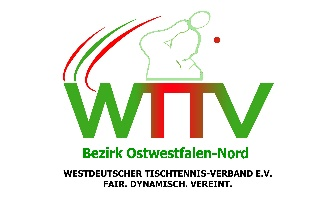 WTTV
Bezirk Ostwestfalen-Nord
WESTDEUTSCHER TISCHTENNIS-VERBAND E.V.
FAIR. DYNAMISCH. VEREINT.